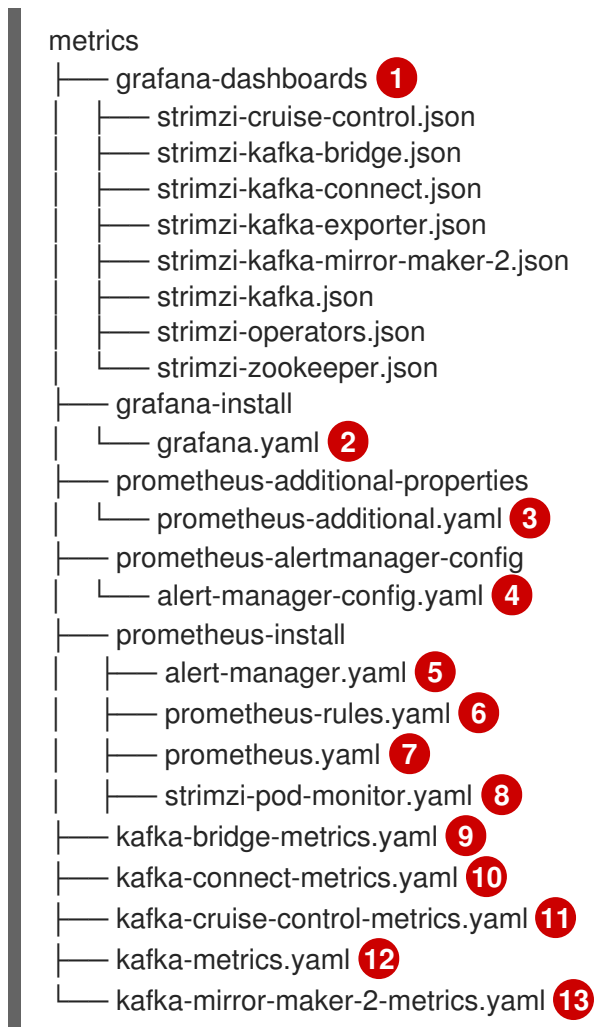 metrics
├── grafana-dashboards 1
│   ├── strimzi-cruise-control.json
│   ├── strimzi-kafka-bridge.json
│   ├── strimzi-kafka-connect.json
│   ├── strimzi-kafka-exporter.json
│   ├── strimzi-kafka-mirror-maker-2.json
│   ├── strimzi-kafka.json
│   ├── strimzi-operators.json
│   └── strimzi-zookeeper.json
├── grafana-install
│   └── grafana.yaml 2
├── prometheus-additional-properties
│   └── prometheus-additional.yaml 3
├── prometheus-alertmanager-config
│   └── alert-manager-config.yaml 4
├── prometheus-install
│   ├── alert-manager.yaml 5
│   ├── prometheus-rules.yaml 6
│   ├── prometheus.yaml 7
│   ├── strimzi-pod-monitor.yaml 8
├── kafka-bridge-metrics.yaml 9
├── kafka-connect-metrics.yaml 10
├── kafka-cruise-control-metrics.yaml 11
├── kafka-metrics.yaml 12
└── kafka-mirror-maker-2-metrics.yaml 13